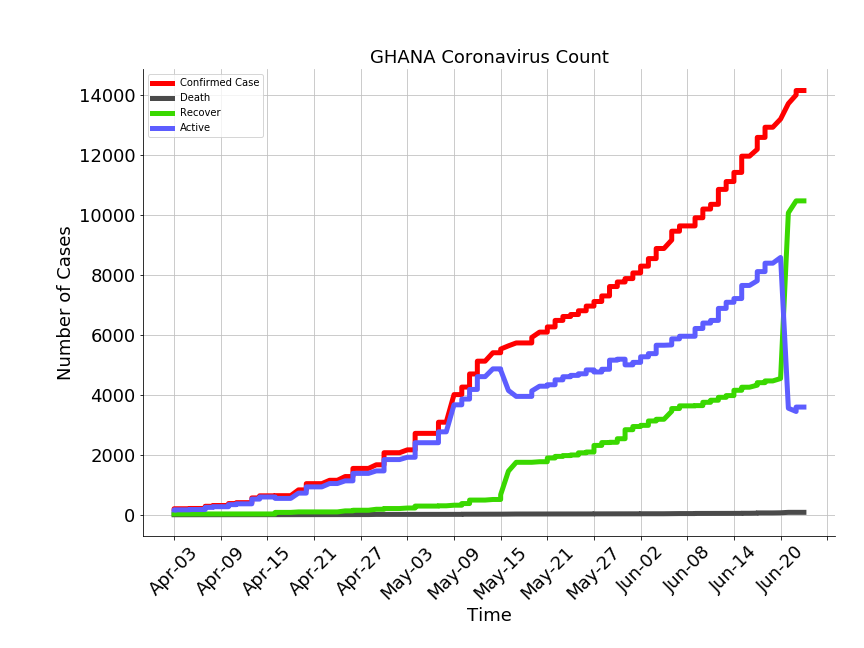 GHANA Coronavirus Count
Confirmed Case
Death
Recover
Active
Number of Cases
14000
12000
10000
8000
6000
4000
2000
0
Apr-03
Apr-09
Apr-15
Apr-21
Apr-27
May-03
May-09
May-15
May-21
May-27
Jun-02
Jun-08
Jun-14
Jun-20
Time